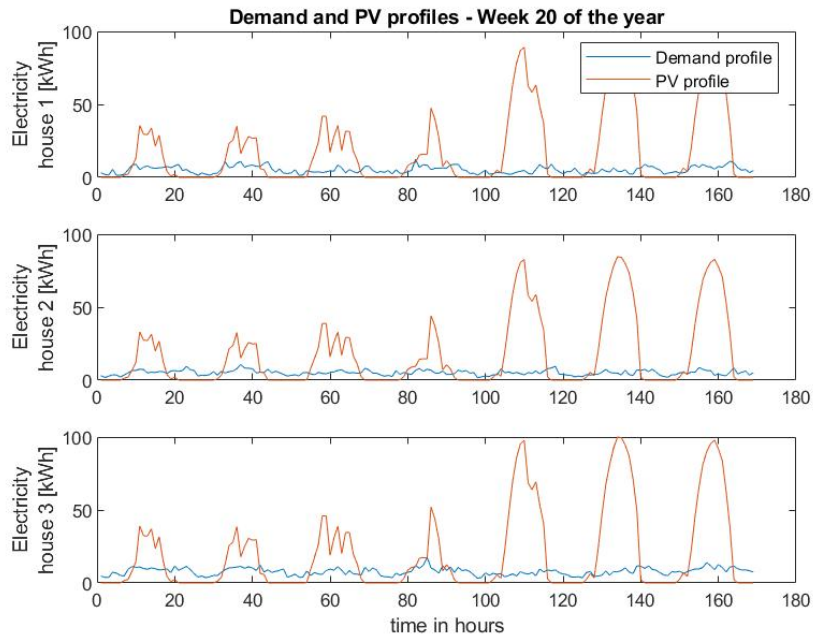 Demand and PV profiles - Week 20 of the year
Electricity
house 1 [kWh]
100
50
0
Demand profile
PV profile
0 20 40 60 80 100 120 140 160 180
Electricity
house 2 [kWh]
100
50
0
0 20 40 60 80 100 120 140 160 180
Electricity
house 3 [kWh]
100
50
0
0 20 40 60 80 100 120 140 160 180
time in hours